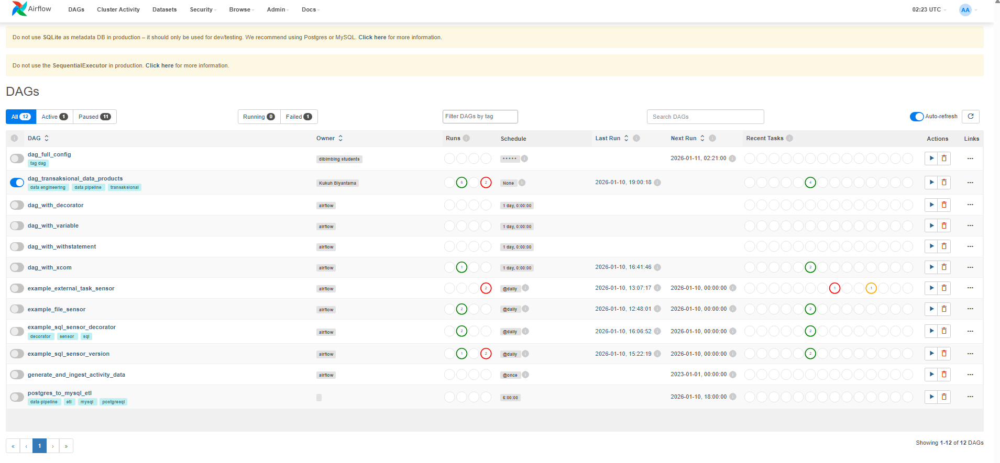 Airflow DAGs Cluster Activity Datasets Security Browse Admin Docs 02:23 UTC AA
Do not use SQLite as metadata DB in production – it should only be used for dev/testing. We recommend using Postgres or MySQL. Click here for more information.
Do not use the SequentialExecutor in production. Click here for more information.
DAGs
All 12 Active 1 Paused 11 Running 0 Failed 1 Filter DAGs by tag Search DAGs Auto-refresh
DAG Owner Runs Schedule Last Run Next Run Recent Tasks Actions Links
dag_full_config dibimbing students * * * * * 2026-01-11, 02:21:00
tag dag
dag_transaksional_data_products Kukuh Biyantama 6 2 None 2026-01-10, 19:00:18 4
data engineering data pipeline transaksional
dag_with_decorator airflow 1 day, 0:00:00
dag_with_variable airflow 1 day, 0:00:00
dag_with_withstatement airflow 1 day, 0:00:00
dag_with_xcom airflow 1 1 day, 0:00:00 2026-01-10, 16:41:46 2
example_external_task_sensor airflow 2 @daily 2026-01-10, 13:07:17 2026-01-10, 00:00:00 1 1
example_file_sensor airflow 2 @daily 2026-01-10, 12:48:01 2026-01-10, 00:00:00 2
example_sql_sensor_decorator airflow 2 @daily 2026-01-10, 16:06:52 2026-01-10, 00:00:00 2
decorator sensor sql
example_sql_sensor_version airflow 1 2 @daily 2026-01-10, 15:22:19 2026-01-10, 00:00:00 2
generate_and_ingest_activity_data airflow @once 2023-01-01, 00:00:00
postgres_to_mysql_etl 6:00:00 2026-01-10, 18:00:00
data-pipeline etl mysql postgresql
« ‹ 1 › » Showing 1-12 of 12 DAGs